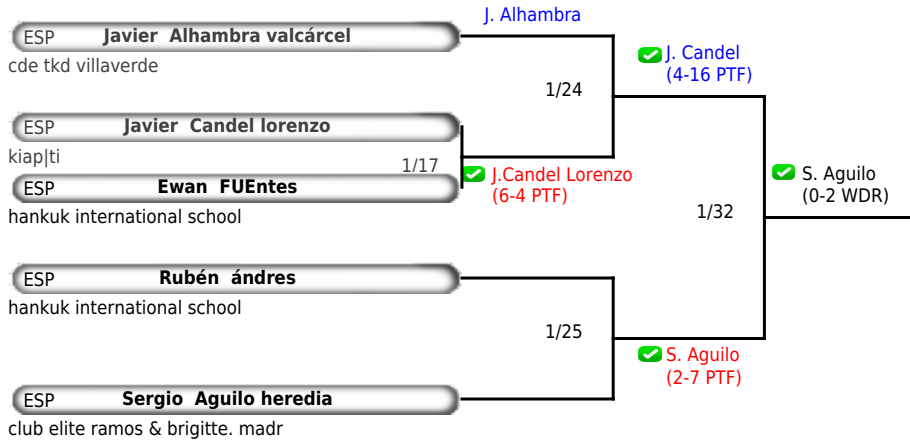 J. Alhambra
ESP Javier Alhambra valcárcel
cde tkd villaverde
J. Candel
(4-16 PTF)
1/24
ESP Javier Candel lorenzo
kiap|ti
1/17
J.Candel Lorenzo
(6-4 PTF)
ESP Ewan FUEntes
hankuk international school
S. Aguilo
(0-2 WDR)
1/32
ESP Rubén ándres
hankuk international school
1/25
S. Aguilo
(2-7 PTF)
ESP Sergio Aguilo heredia
club elite ramos & brigitte. madr